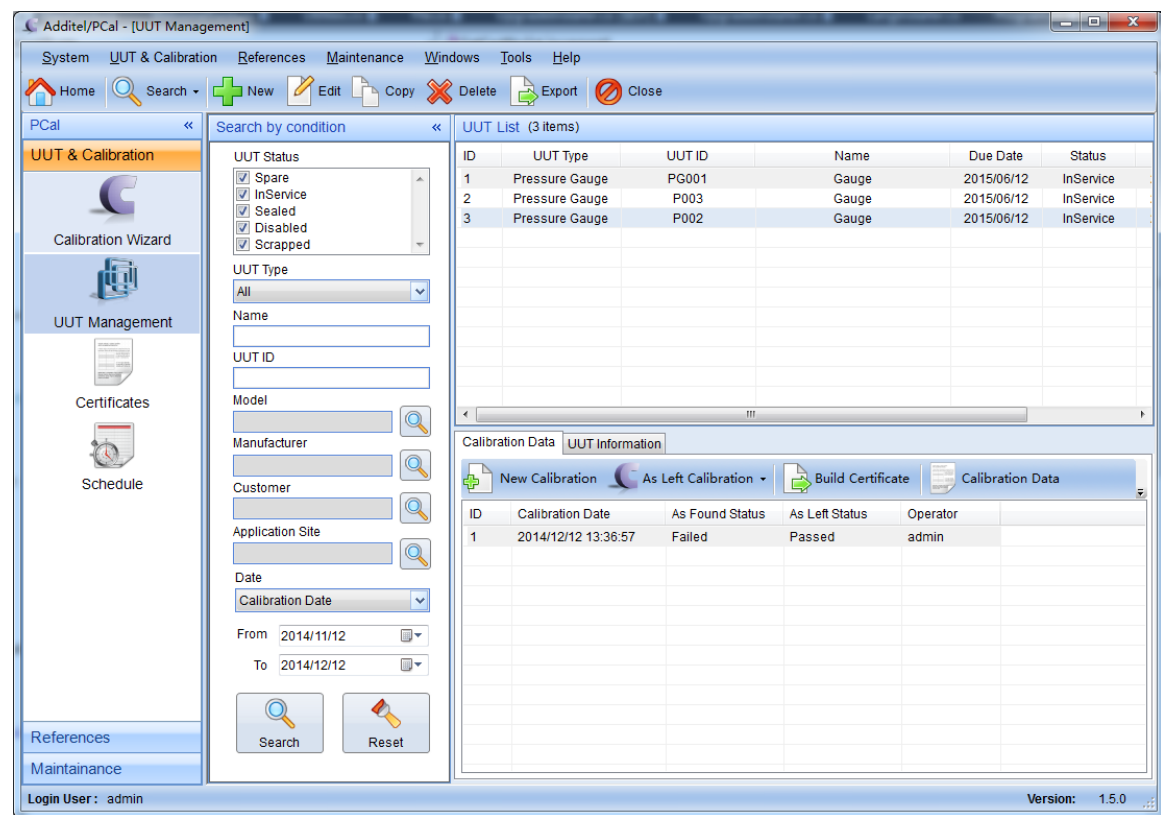 Additel/PCal - [UUT Management]
System UUT & Calibration References Maintenance Windows Tools Help
Home Search New Edit Copy Delete Export Close
PCal «
UUT & Calibration
Calibration Wizard
UUT Management
Certificates
Schedule
References
Maintainance
Search by condition «
UUT Status
Spare
InService
Sealed
Disabled
Scrapped
UUT Type
All
Name
UUT ID
Model
Manufacturer
Customer
Application Site
Date
Calibration Date
From 2014/11/12
To 2014/12/12
Search Reset
UUT List (3 items)
ID UUT Type UUT ID Name Due Date Status
1 Pressure Gauge PG001 Gauge 2015/06/12 InService
2 Pressure Gauge P003 Gauge 2015/06/12 InService
3 Pressure Gauge P002 Gauge 2015/06/12 InService
Calibration Data UUT Information
New Calibration As Left Calibration Build Certificate Calibration Data
ID Calibration Date As Found Status As Left Status Operator
1 2014/12/12 13:36:57 Failed Passed admin
Login User : admin Version: 1.5.0